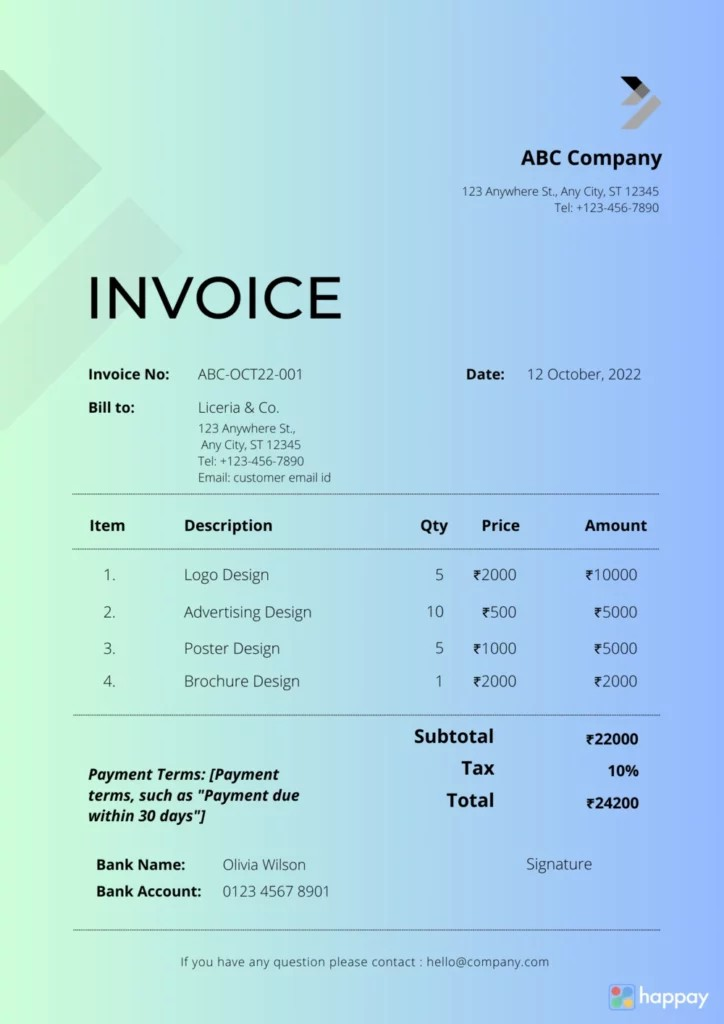 ABC Company
123 Anywhere St., Any City, ST 12345
Tel: +123-456-7890
INVOICE
Invoice No: ABC-OCT22-001 Date: 12 October, 2022
Bill to: Liceria & Co.
123 Anywhere St.,
Any City, ST 12345
Tel: +123-456-7890
Email: customer email id
Item Description Qty Price Amount
1. Logo Design 5 ₹2000 ₹10000
2. Advertising Design 10 ₹500 ₹5000
3. Poster Design 5 ₹1000 ₹5000
4. Brochure Design 1 ₹2000 ₹2000
Subtotal ₹22000
Tax 10%
Total ₹24200
Payment Terms: [Payment
terms, such as "Payment due
within 30 days"]
Bank Name: Olivia Wilson
Bank Account: 0123 4567 8901
Signature
If you have any question please contact : hello@company.com
happay